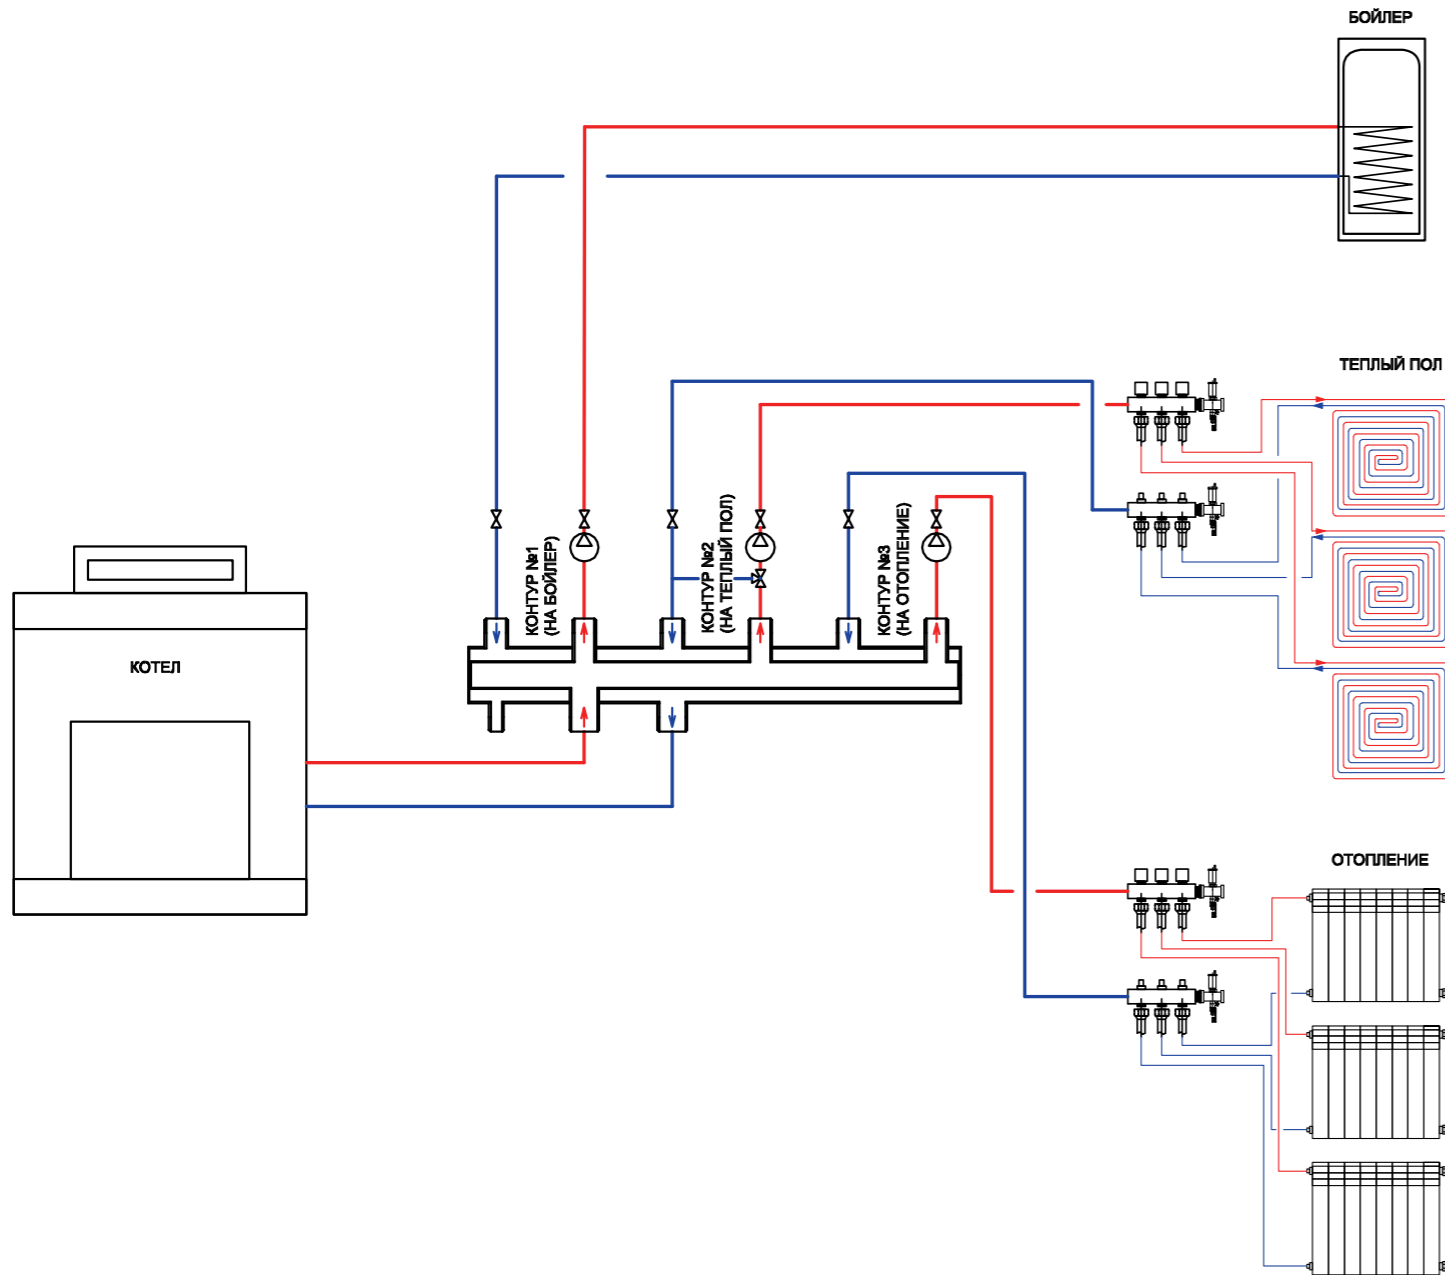 БОЙЛЕР
ТЕПЛЫЙ ПОЛ
КОНТУР №1
(НА БОЙЛЕР)
КОНТУР №2
(НА ТЕПЛЫЙ ПОЛ)
КОНТУР №3
(НА ОТОПЛЕНИЕ)
КОТЕЛ
ОТОПЛЕНИЕ